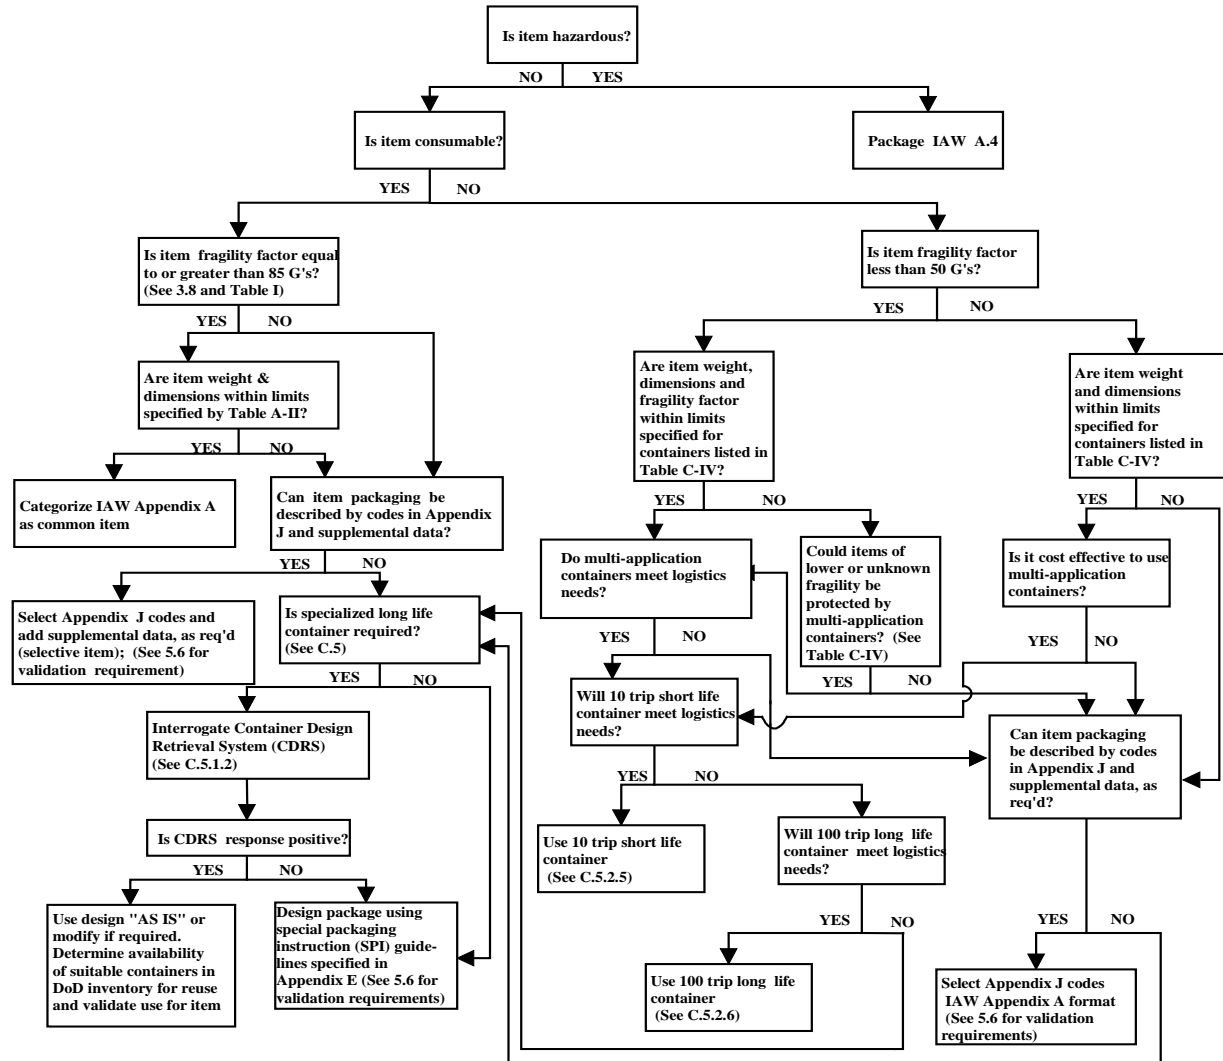 Is item hazardous?
NO
YES
Is item consumable?
Package IAW A.4
YES
NO
Is item fragility factor equal
to or greater than 85 G's?
(See 3.8 and Table I)
Is item fragility factor
less than 50 G's?
YES
NO
YES
NO
Are item weight &
dimensions within limits
specified by Table A-II?
Are item weight,
dimensions and
fragility factor
within limits
specified for
containers listed in
Table C-IV?
Are item weight
and dimensions
within limits
specified for
containers listed in
Table C-IV?
YES
NO
Categorize IAW Appendix A
as common item
Can item packaging be
described by codes in Appendix
J and supplemental data?
YES
NO
YES
NO
Do multi-application
containers meet logistics
needs?
Could items of
lower or unknown
fragility be
protected by
multi-application
containers? (See
Table C-IV)
Is it cost effective to use
multi-application
containers?
YES
NO
Select Appendix J codes and
add supplemental data, as req'd
(selective item); (See 5.6 for
validation requirement)
Is specialized long life
container required?
(See C.5)
YES
NO
YES
NO
YES
NO
YES
NO
Interrogate Container Design
Retrieval System (CDRS)
(See C.5.1.2)
Will 10 trip short life
container meet logistics
needs?
Can item packaging
be described by codes
in Appendix J and
supplemental data, as
req'd?
YES
NO
Is CDRS response positive?
Use 10 trip short life
container
(See C.5.2.5)
Will 100 trip long life
container meet logistics
needs?
YES
NO
Use design "AS IS" or
modify if required.
Determine availability
of suitable containers in
DoD inventory for reuse
and validate use for item
Design package using
special packaging
instruction (SPI) guide-
lines specified in
Appendix E (See 5.6 for
validation requirements)
YES
NO
YES
NO
Use 100 trip long life
container
(See C.5.2.6)
Select Appendix J codes
IAW Appendix A format
(See 5.6 for validation
requirements)